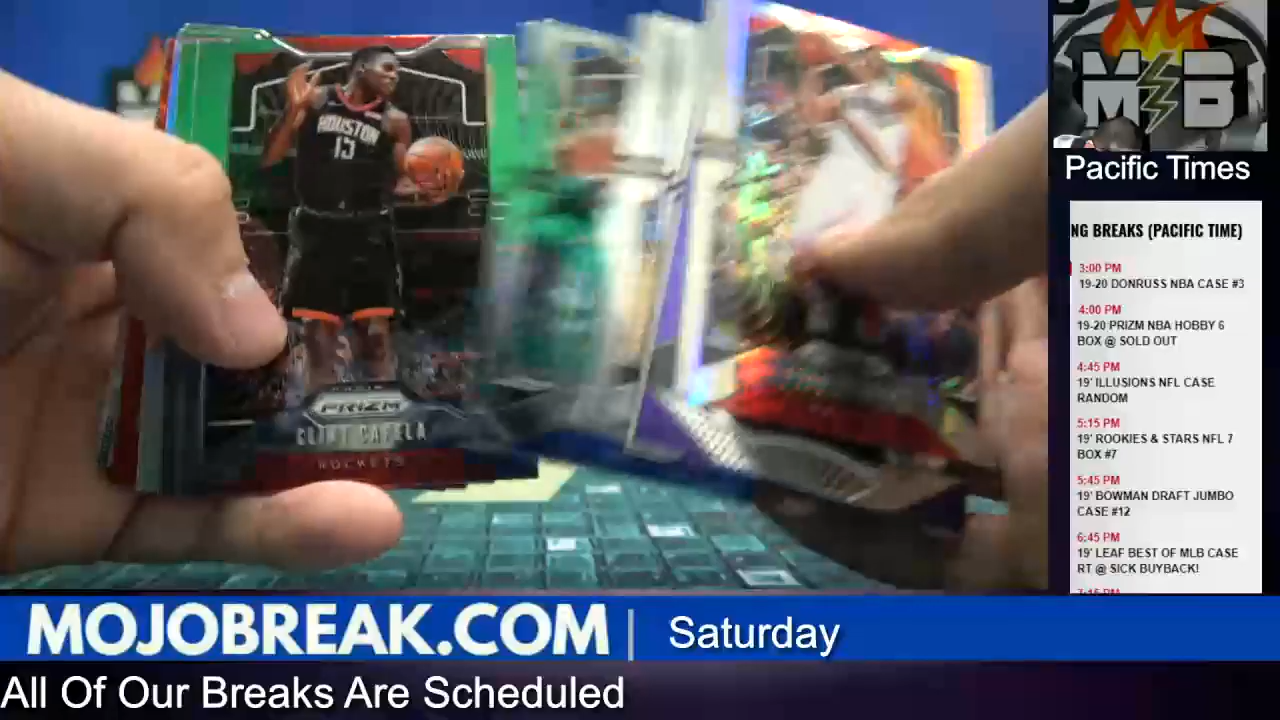 HOUSTON
15
PRIZM
CLINT CAPELA
ROCKETS
M B
Pacific Times
NG BREAKS (PACIFIC TIME)
3:00 PM
19-20 DONRUSS NBA CASE #3
4:00 PM
19-20 PRIZM NBA HOBBY 6
BOX @ SOLD OUT
4:45 PM
19' ILLUSIONS NFL CASE
RANDOM
5:15 PM
19' ROOKIES & STARS NFL 7
BOX #7
5:45 PM
19' BOWMAN DRAFT JUMBO
CASE #12
6:45 PM
19' LEAF BEST OF MLB CASE
RT @ SICK BUYBACK!
7:15 PM
MOJOBREAK.COM | Saturday
All Of Our Breaks Are Scheduled